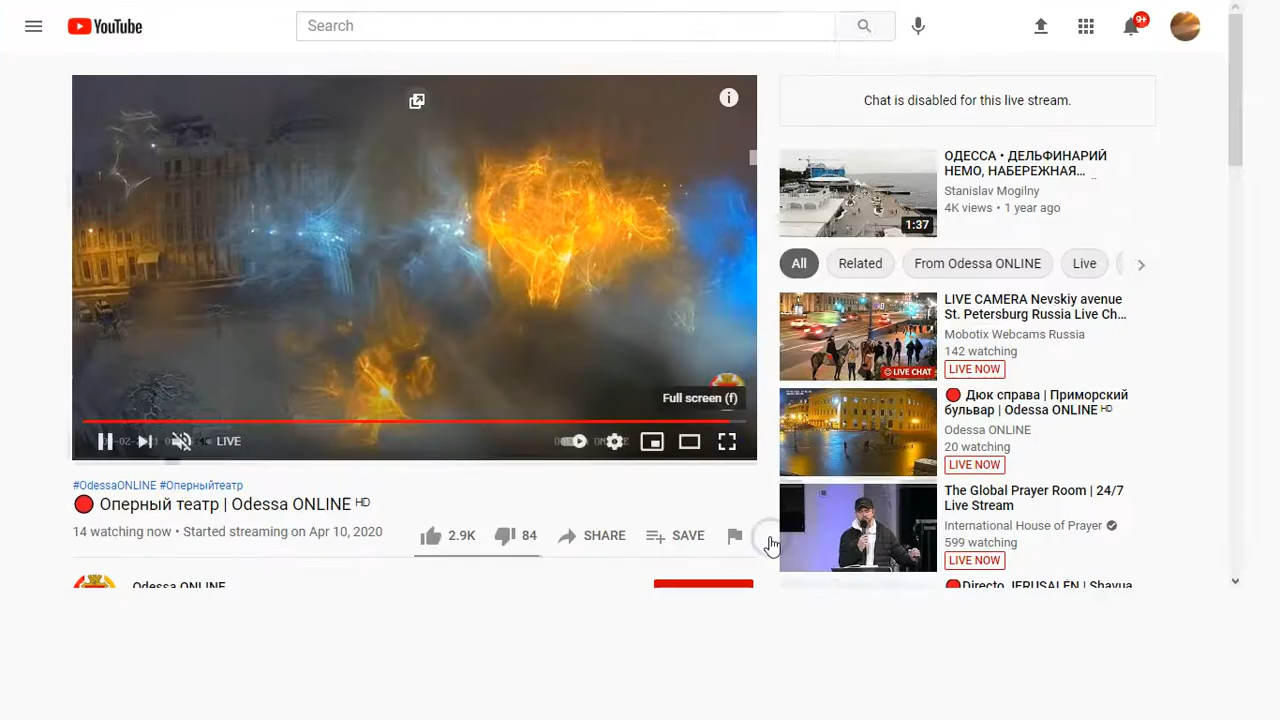 YouTube
Search
9+
Chat is disabled for this live stream.
ОДЕССА • ДЕЛЬФИНАРИЙ
НЕМО, НАБЕРЕЖНАЯ...
Stanislav Mogilny
4K views • 1 year ago
1:37
All
Related
From Odessa ONLINE
Live
LIVE CAMERA Nevskiy avenue
St. Petersburg Russia Live Ch...
Mobotix Webcams Russia
142 watching
LIVE NOW
LIVE CHAT
Дюк справа | Приморский
бульвар | Odessa ONLINE HD
Odessa ONLINE
20 watching
LIVE NOW
The Global Prayer Room | 24/7
Live Stream
International House of Prayer
599 watching
LIVE NOW
Directo JERUSALÉN | Shavua
Full screen (f)
LIVE
#OdessaONLINE #Оперныйтеатр
Оперный театр | Odessa ONLINE HD
14 watching now • Started streaming on Apr 10, 2020
2.9K
84
SHARE
SAVE
Odessa ONLINE